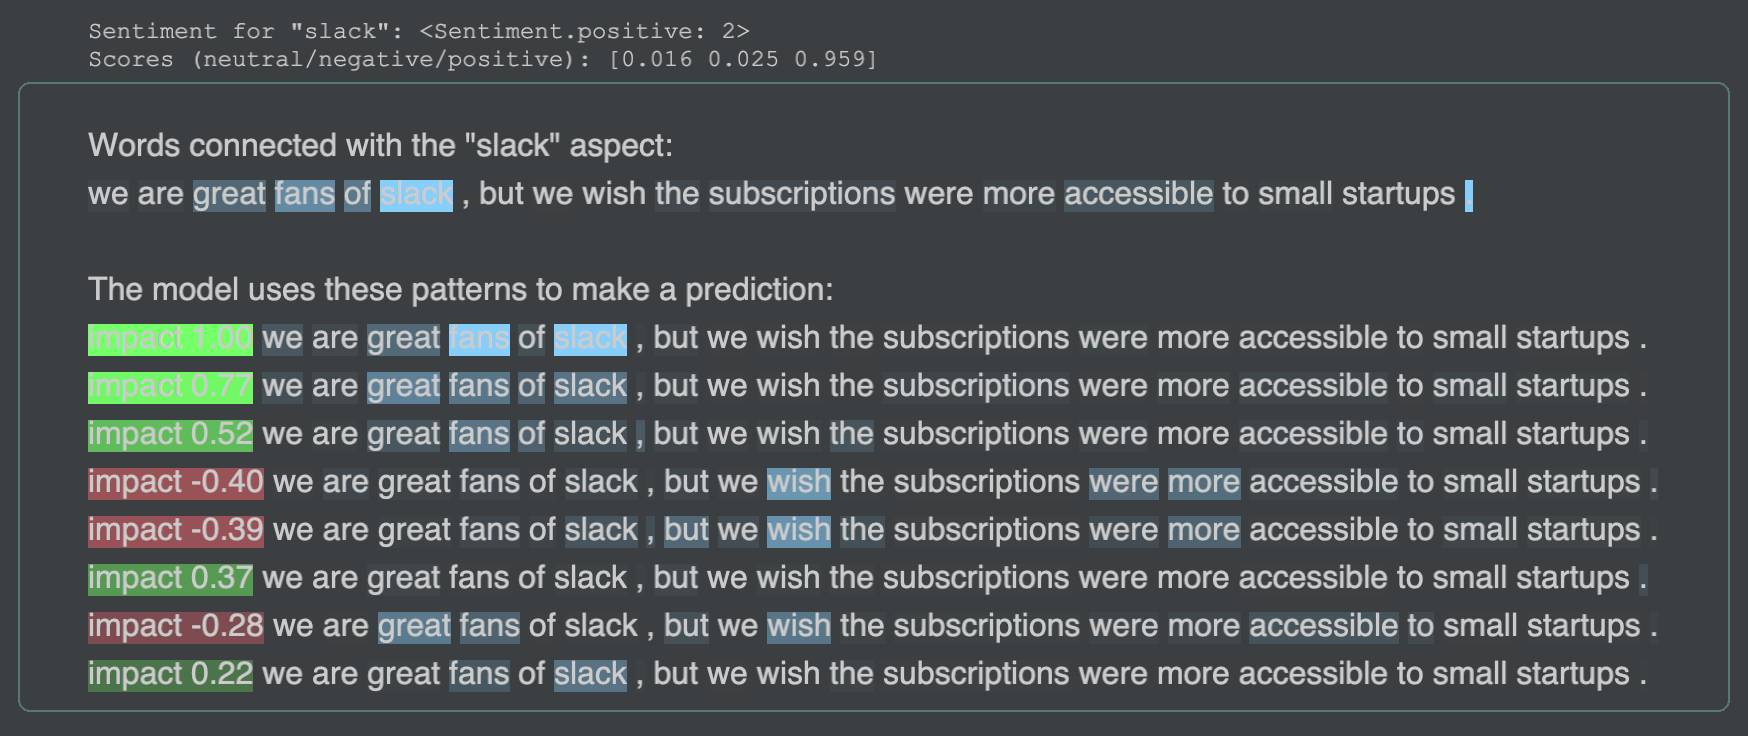 Sentiment for "slack": <Sentiment.positive: 2>
Scores (neutral/negative/positive): [0.016 0.025 0.959]
Words connected with the "slack" aspect:
we are great fans of slack , but we wish the subscriptions were more accessible to small startups .
The model uses these patterns to make a prediction:
impact 1.00 we are great fans of slack , but we wish the subscriptions were more accessible to small startups .
impact 0.77 we are great fans of slack , but we wish the subscriptions were more accessible to small startups .
impact 0.52 we are great fans of slack , but we wish the subscriptions were more accessible to small startups .
impact -0.40 we are great fans of slack , but we wish the subscriptions were more accessible to small startups .
impact -0.39 we are great fans of slack , but we wish the subscriptions were more accessible to small startups .
impact 0.37 we are great fans of slack , but we wish the subscriptions were more accessible to small startups .
impact -0.28 we are great fans of slack , but we wish the subscriptions were more accessible to small startups .
impact 0.22 we are great fans of slack , but we wish the subscriptions were more accessible to small startups .